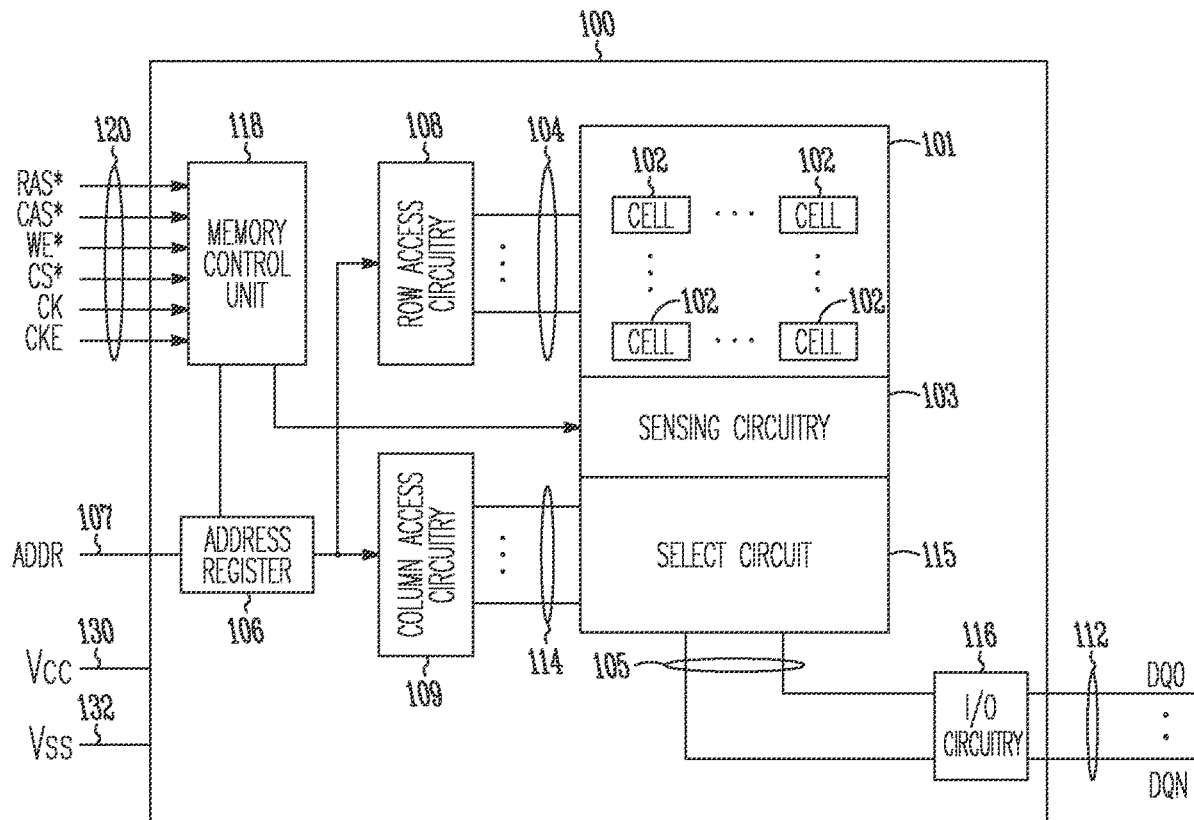 100
120
118
108
104
101
102
102
RAS*
CAS*
WE*
CS*
CK
CKE
MEMORY
CONTROL
UNIT
ROW ACCESS
CIRCUITRY
CELL
CELL
102
102
CELL
CELL
103
SENSING CIRCUITRY
107
ADDR
ADDRESS
REGISTER
106
COLUMN ACCESS
CIRCUITRY
109
114
SELECT CIRCUIT
115
130
VCC
132
VSS
105
116
112
I/O
CIRCUITRY
DQ0
DQN